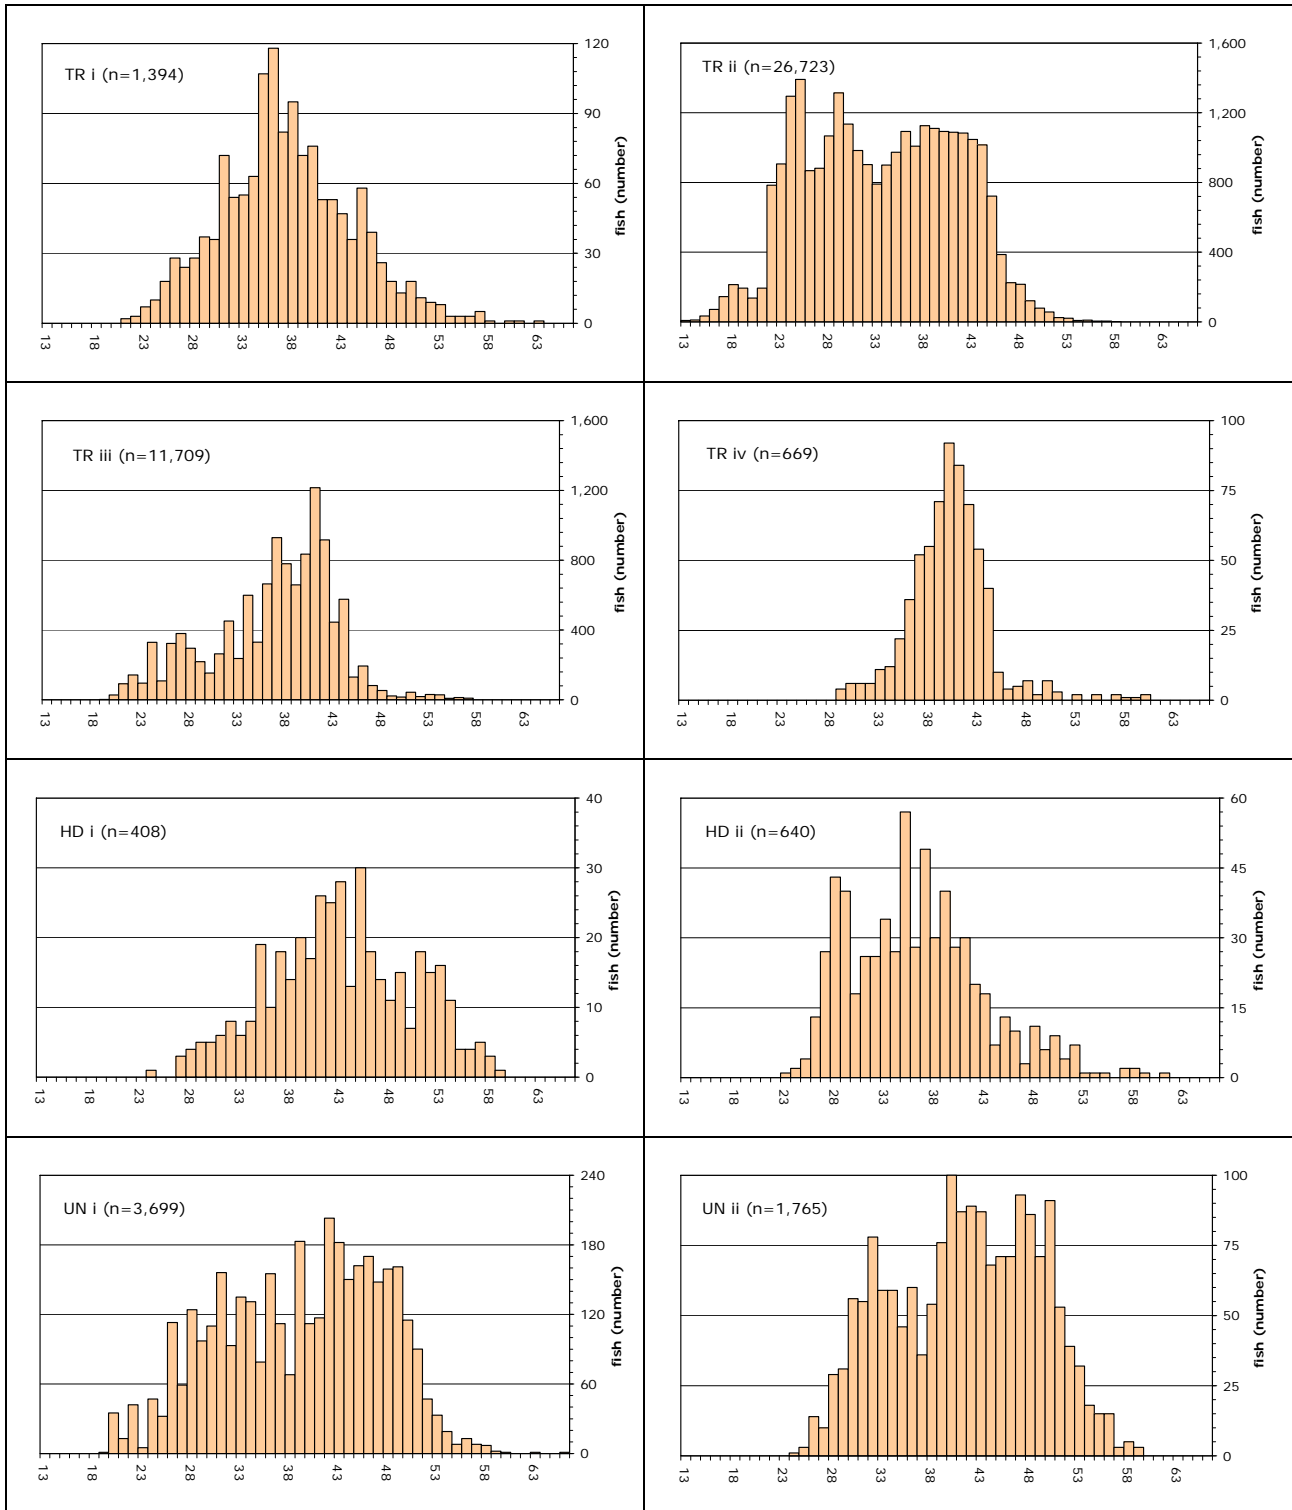 TR i (n=1,394)
120
90
60
30
0
fish (number)
13 18 23 28 33 38 43 48 53 58 63
TR ii (n=26,723)
1,600
1,200
800
400
0
fish (number)
13 18 23 28 33 38 43 48 53 58 63
TR iii (n=11,709)
1,600
1,200
800
400
0
fish (number)
13 18 23 28 33 38 43 48 53 58 63
TR iv (n=669)
100
75
50
25
0
fish (number)
13 18 23 28 33 38 43 48 53 58 63
HD i (n=408)
40
30
20
10
0
fish (number)
13 18 23 28 33 38 43 48 53 58 63
HD ii (n=640)
60
45
30
15
0
fish (number)
13 18 23 28 33 38 43 48 53 58 63
UN i (n=3,699)
240
180
120
60
0
fish (number)
13 18 23 28 33 38 43 48 53 58 63
UN ii (n=1,765)
100
75
50
25
0
fish (number)
13 18 23 28 33 38 43 48 53 58 63